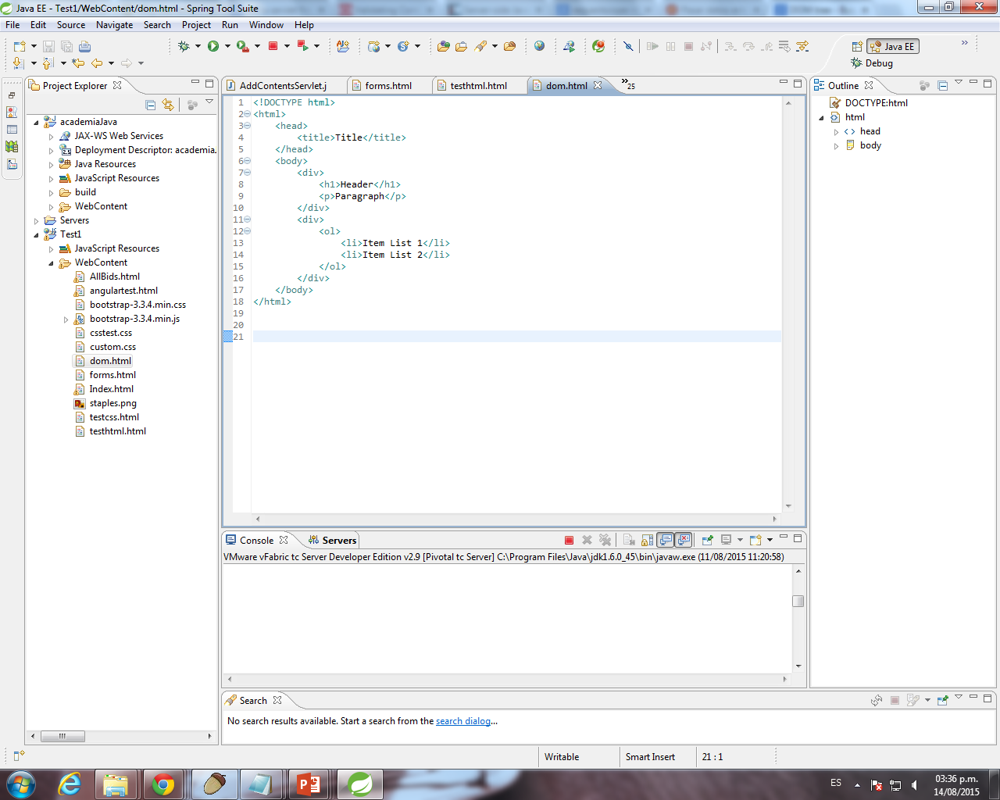 Java EE - Test1/WebContent/dom.html - Spring Tool Suite
File Edit Source Navigate Search Project Run Window Help
Java EE
Debug
Project Explorer
academiaJava
JAX-WS Web Services
Deployment Descriptor: academia.
Java Resources
JavaScript Resources
build
WebContent
Servers
Test1
JavaScript Resources
WebContent
AllBids.html
angulartest.html
bootstrap-3.3.4.min.css
bootstrap-3.3.4.min.js
csstest.css
custom.css
dom.html
forms.html
Index.html
staples.png
testcss.html
testhtml.html
AddContentsServlet.j forms.html testhtml.html dom.html »25
1 <!DOCTYPE html>
2 <html>
3 <head>
4 <title>Title</title>
5 </head>
6 <body>
7 <div>
8 <h1>Header</h1>
9 <p>Paragraph</p>
10 </div>
11 <div>
12 <ol>
13 <li>Item List 1</li>
14 <li>Item List 2</li>
15 </ol>
16 </div>
17 </body>
18 </html>
19
20
21
Outline
DOCTYPE:html
html
head
body
Console Servers
VMware vFabric tc Server Developer Edition v2.9 [Pivotal tc Server] C:\Program Files\Java\jdk1.6.0_45\bin\javaw.exe (11/08/2015 11:20:58)
Search
No search results available. Start a search from the search dialog...
Writable Smart Insert 21 : 1
ES 03:36 p.m.
14/08/2015